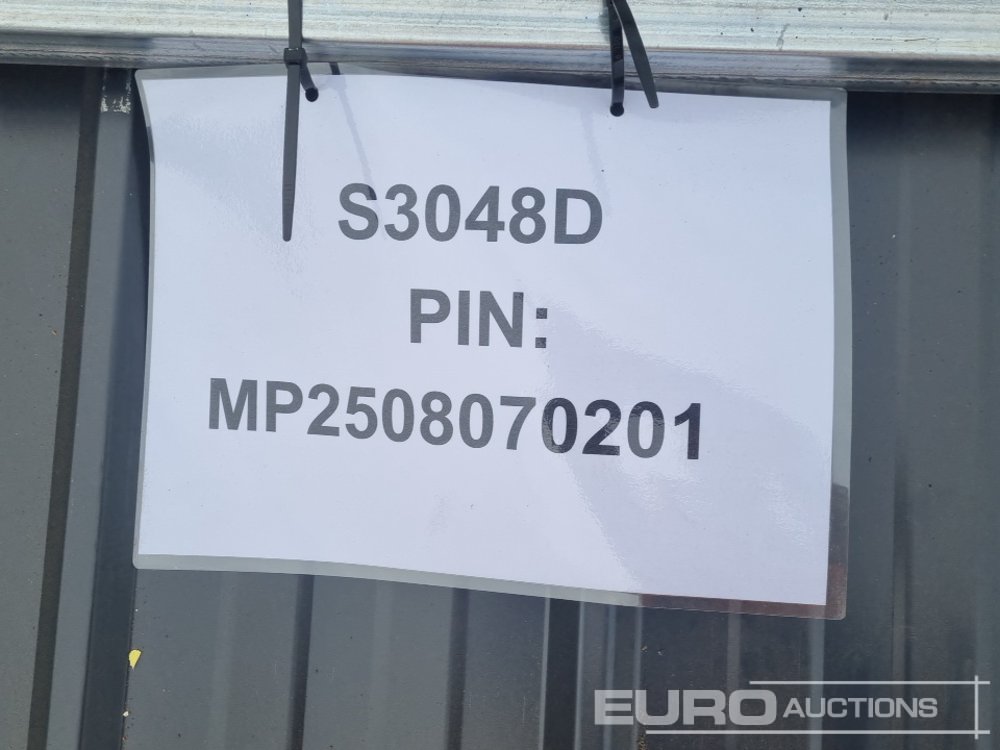 S3048D
PIN:
MP2508070201
EURO AUCTIONS